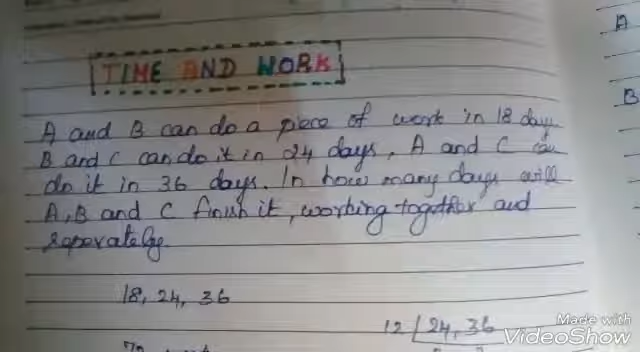 TIME AND WORK
A and B can do a piece of work in 18 days
B and C can do it in 24 days, A and C can
do it in 36 days. In how many days will
A, B and C finish it, working together and
seperately.
18, 24, 36
12 24, 36
72
A
B
Made with
VideoShow